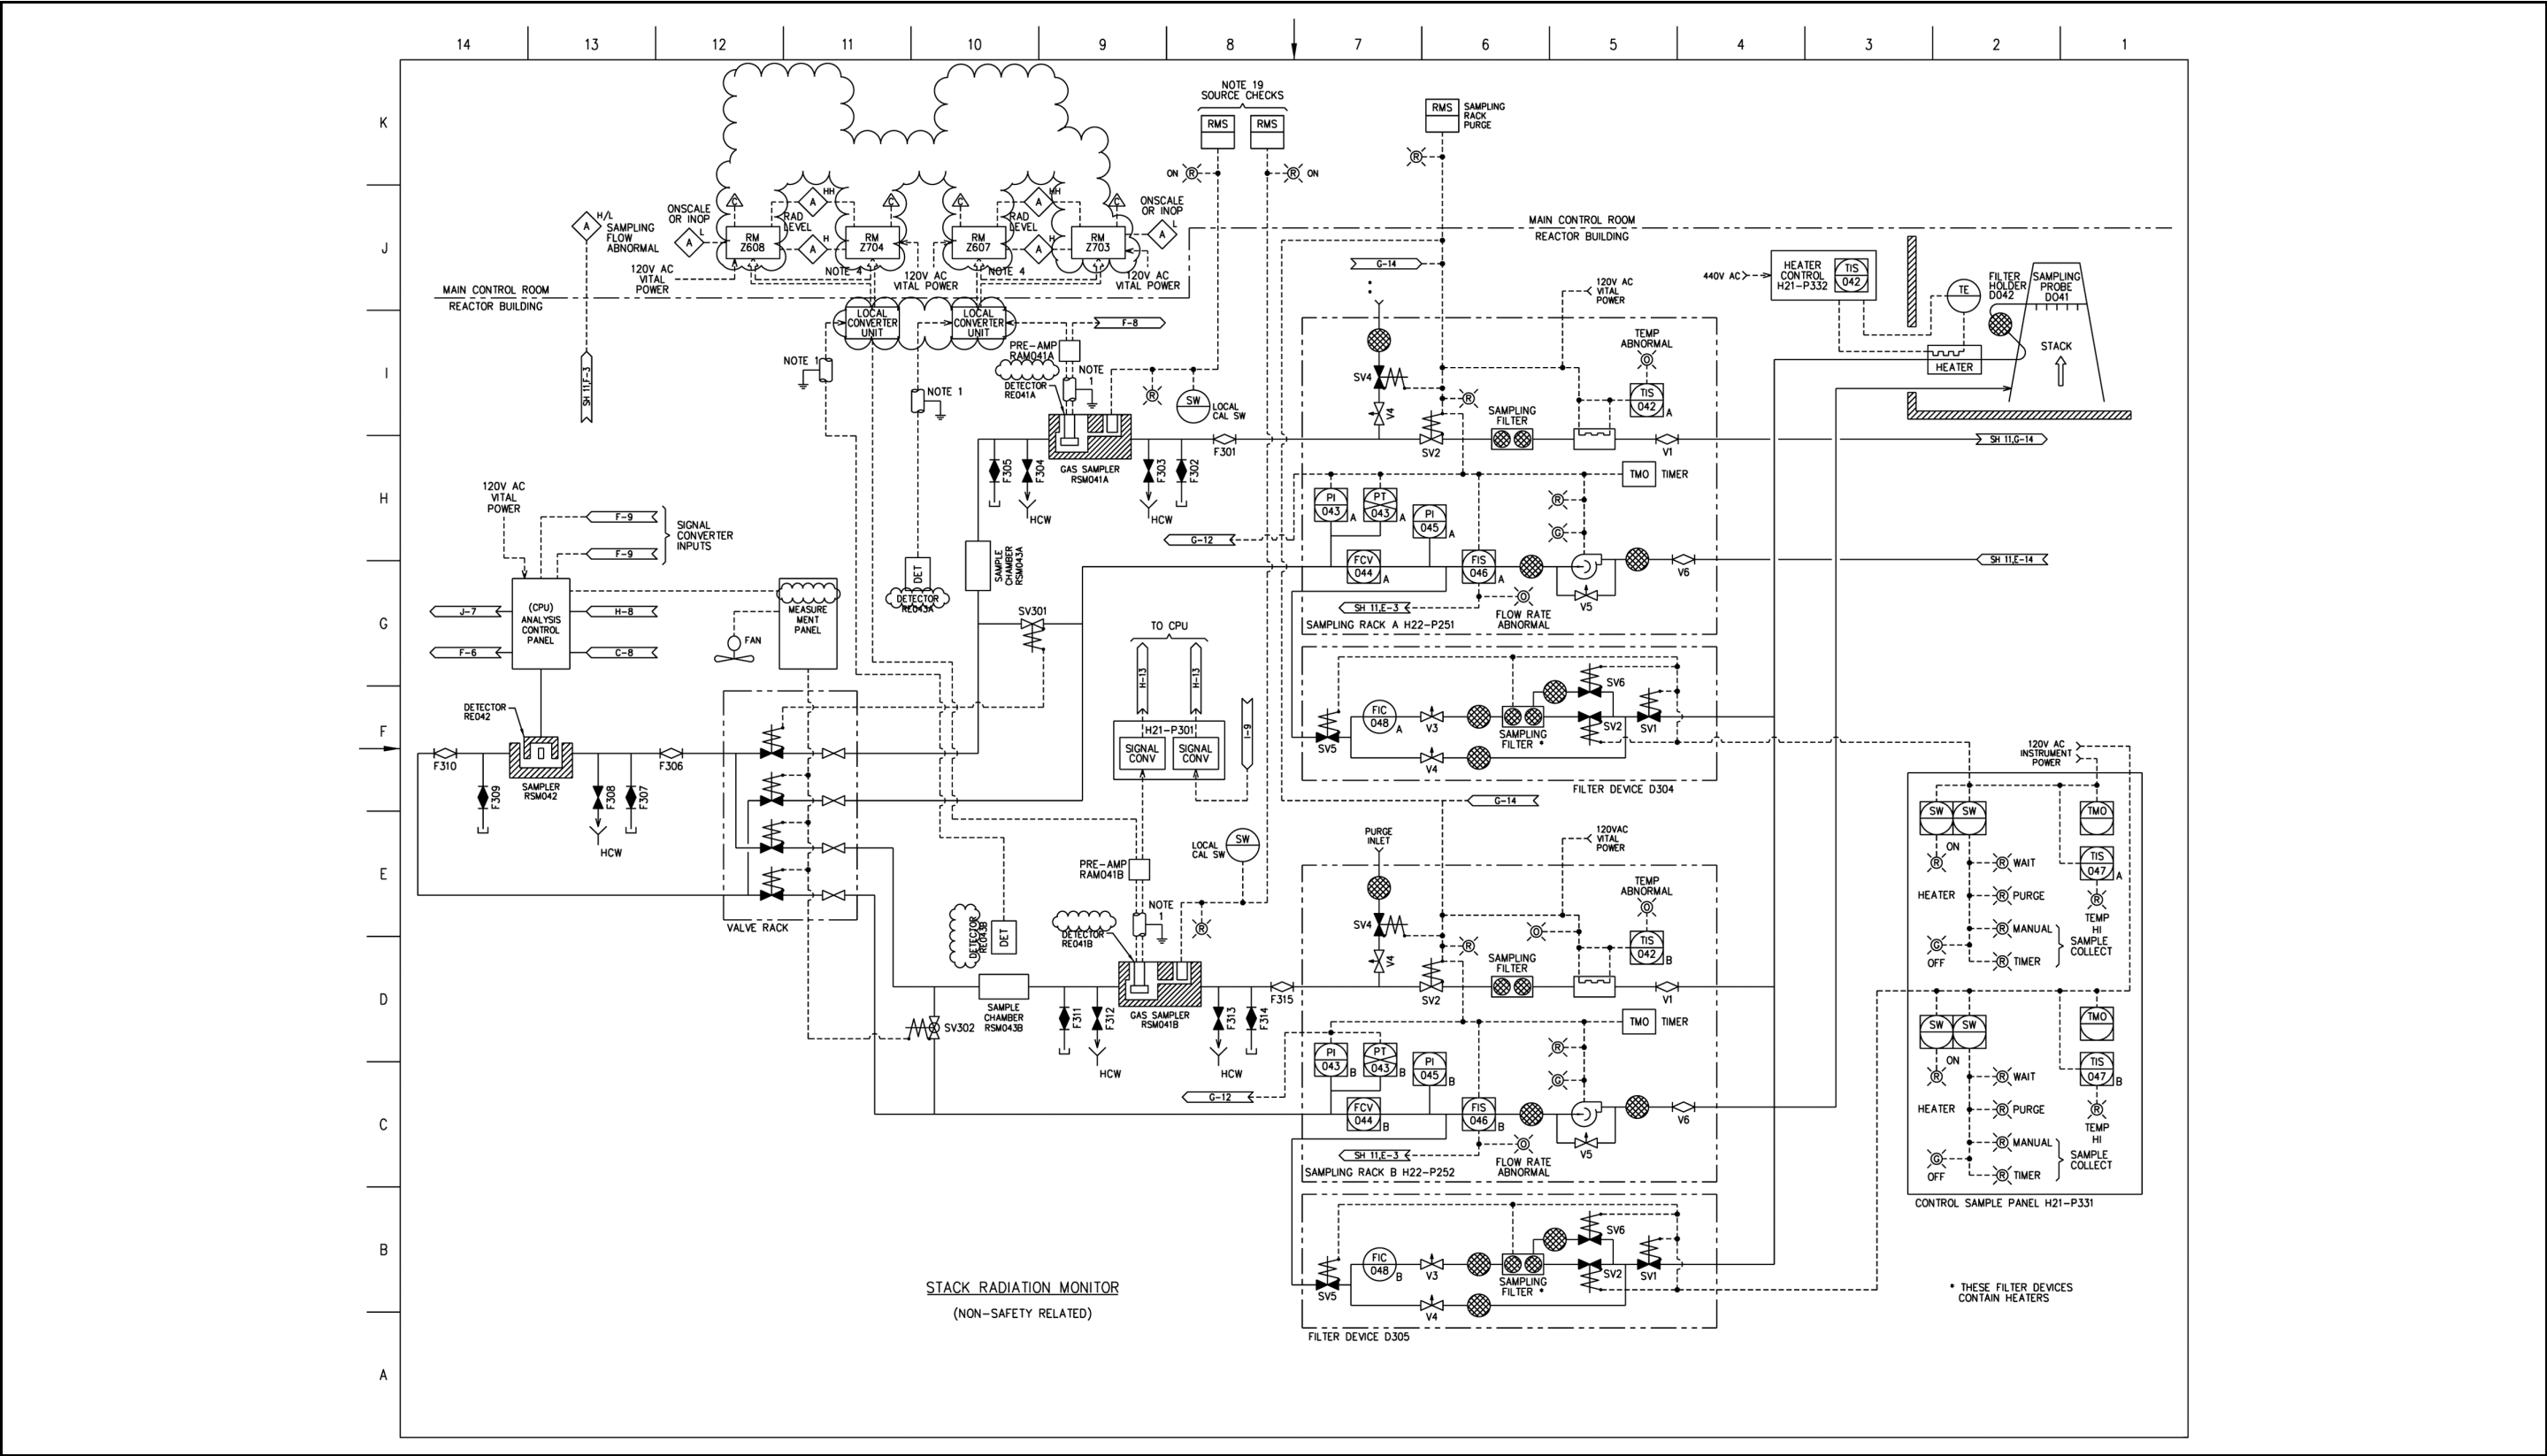 14 13 12 11 10 9 8 7 6 5 4 3 2 1
K
J
I
H
G
F
E
D
C
B
A
NOTE 19
SOURCE CHECKS
RMS
RMS
ON
R
R
ON
RMS
SAMPLING
RACK
PURGE
R
A
H/L
SAMPLING
FLOW
ABNORMAL
SH 11,F-3
ONSCALE
OR INOP
A
L
C
RM
Z608
A
HH
RAD
LEVEL
A
H
C
RM
Z704
C
RM
Z607
A
HH
RAD
LEVEL
A
H
C
RM
Z703
ONSCALE
OR INOP
A
L
120V AC
VITAL
POWER
NOTE 4
120V AC
VITAL POWER
NOTE 4
120V AC
VITAL POWER
MAIN CONTROL ROOM
REACTOR BUILDING
MAIN CONTROL ROOM
REACTOR BUILDING
LOCAL
CONVERTER
UNIT
LOCAL
CONVERTER
UNIT
F-8
NOTE 1
NOTE 1
PRE-AMP
RAM041A
DETECTOR
RE041A
NOTE
1
R
SW
LOCAL
CAL SW
F301
F305
F304
GAS SAMPLER
RSM041A
F303
F302
HCW
HCW
G-12
SAMPLE
CHAMBER
RSM043A
DET
DETECTOR
RE043A
SV301
120V AC
VITAL
POWER
F-9
F-9
SIGNAL
CONVERTER
INPUTS
J-7
F-6
(CPU)
ANALYSIS
CONTROL
PANEL
H-8
C-8
FAN
MEASURE
MENT
PANEL
TO CPU
H-13
H-13
I-9
H21-P301
SIGNAL
CONV
SIGNAL
CONV
DETECTOR
RE042
F310
F309
SAMPLER
RSM042
F308
F307
HCW
F306
VALVE RACK
G-14
120V AC
VITAL
POWER
TEMP
ABNORMAL
O
SV4
V4
R
SV2
SAMPLING
FILTER
TIS
042
A
V1
SH 11,G-14
TMO
TIMER
PI
043
A
PT
043
A
PI
045
A
R
G
FCV
044
A
FIS
046
A
V5
V6
SH 11,E-14
SH 11,E-3
O
FLOW RATE
ABNORMAL
SAMPLING RACK A H22-P251
440V AC
HEATER
CONTROL
H21-P332
TIS
042
TE
FILTER
HOLDER
D042
SAMPLING
PROBE
D041
HEATER
STACK
SV5
FIC
048
A
V3
V4
SAMPLING
FILTER *
SV6
SV2
SV1
FILTER DEVICE D304
G-14
PURGE
INLET
120VAC
VITAL
POWER
TEMP
ABNORMAL
O
O
SV4
V4
R
SV2
SAMPLING
FILTER
TIS
042
B
V1
TMO
TIMER
PI
043
B
PT
043
B
PI
045
B
R
G
FCV
044
B
FIS
046
B
V5
V6
SH 11,E-3
O
FLOW RATE
ABNORMAL
SAMPLING RACK B H22-P252
LOCAL
CAL SW
SW
PRE-AMP
RAM041B
NOTE
1
DETECTOR
RE041B
R
DETECTOR
RE043B
DET
SAMPLE
CHAMBER
RSM043B
SV302
F311
F312
GAS SAMPLER
RSM041B
F313
F314
F315
HCW
HCW
G-12
SV5
FIC
048
B
V3
V4
SAMPLING
FILTER *
SV6
SV2
SV1
FILTER DEVICE D305
120V AC
INSTRUMENT
POWER
SW
SW
TMO
ON
R
R WAIT
TIS
047
A
HEATER
R PURGE
R
TEMP
HI
R MANUAL
G
OFF
R TIMER
SAMPLE
COLLECT
SW
SW
TMO
ON
R
R WAIT
TIS
047
B
HEATER
R PURGE
R
TEMP
HI
R MANUAL
G
OFF
R TIMER
SAMPLE
COLLECT
CONTROL SAMPLE PANEL H21-P331
* THESE FILTER DEVICES
CONTAIN HEATERS
STACK RADIATION MONITOR
(NON-SAFETY RELATED)